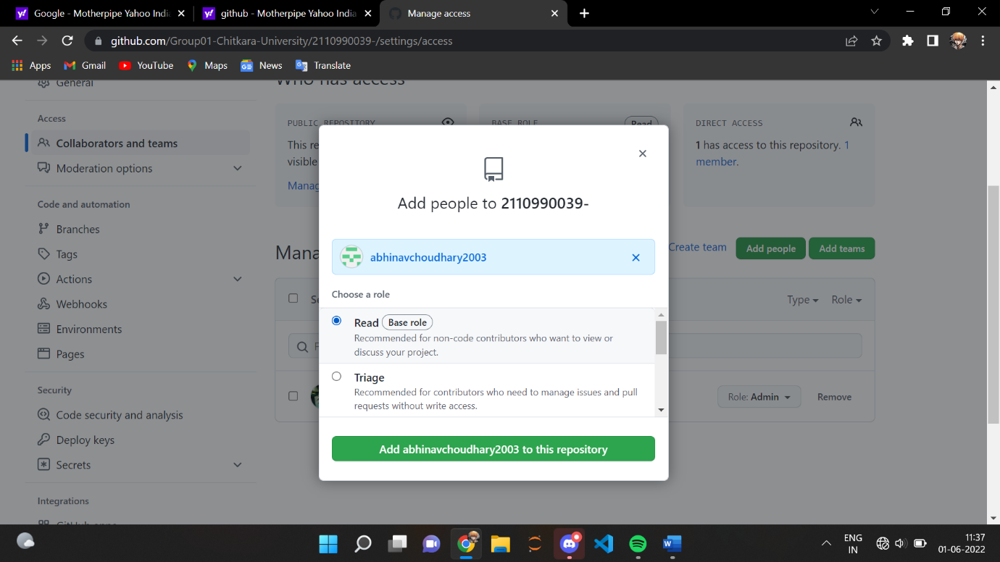 Google - Motherpipe Yahoo Indi
github - Motherpipe Yahoo India
Manage access
github.com/Group01-Chitkara-University/2110990039-/settings/access
Apps
Gmail
YouTube
Maps
News
Translate
General
Access
Collaborators and teams
Moderation options
Code and automation
Branches
Tags
Actions
Webhooks
Environments
Pages
Security
Code security and analysis
Deploy keys
Secrets
Integrations
GitHub apps
Who has access
PUBLIC REPOSITORY
This re
visible
Manag
BASE ROLE
Read
DIRECT ACCESS
1 has access to this repository. 1
member.
Mana
Create team
Add people
Add teams
Se
Type
Role
F
Role: Admin
Remove
Add people to 2110990039-
abhinavchoudhary2003
Choose a role
Read Base role
Recommended for non-code contributors who want to view or
discuss your project.
Triage
Recommended for contributors who need to manage issues and pull
requests without write access.
Add abhinavchoudhary2003 to this repository
ENG
IN
11:37
01-06-2022